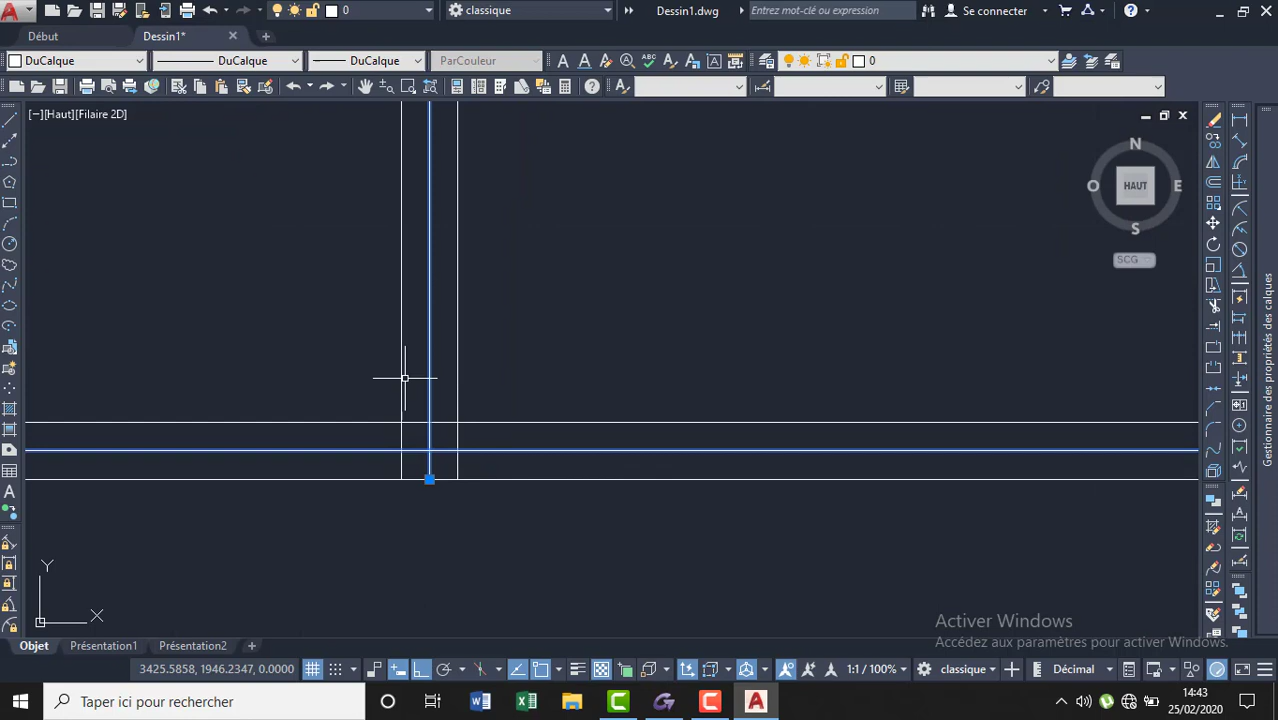 0
classique
Dessin1.dwg
Entrez mot-clé ou expression
Se connecter
Début
Dessin1*
DuCalque
DuCalque
DuCalque
ParCouleur
0
[−][Haut][Filaire 2D]
N
O
HAUT
E
S
SCG
Gestionnaire des propriétés des calques
Y
X
Activer Windows
Accédez aux paramètres pour activer Windows.
Objet
Présentation1
Présentation2
3425.5858, 1946.2347, 0.0000
1:1 / 100%
classique
Décimal
Taper ici pour rechercher
14:43
25/02/2020